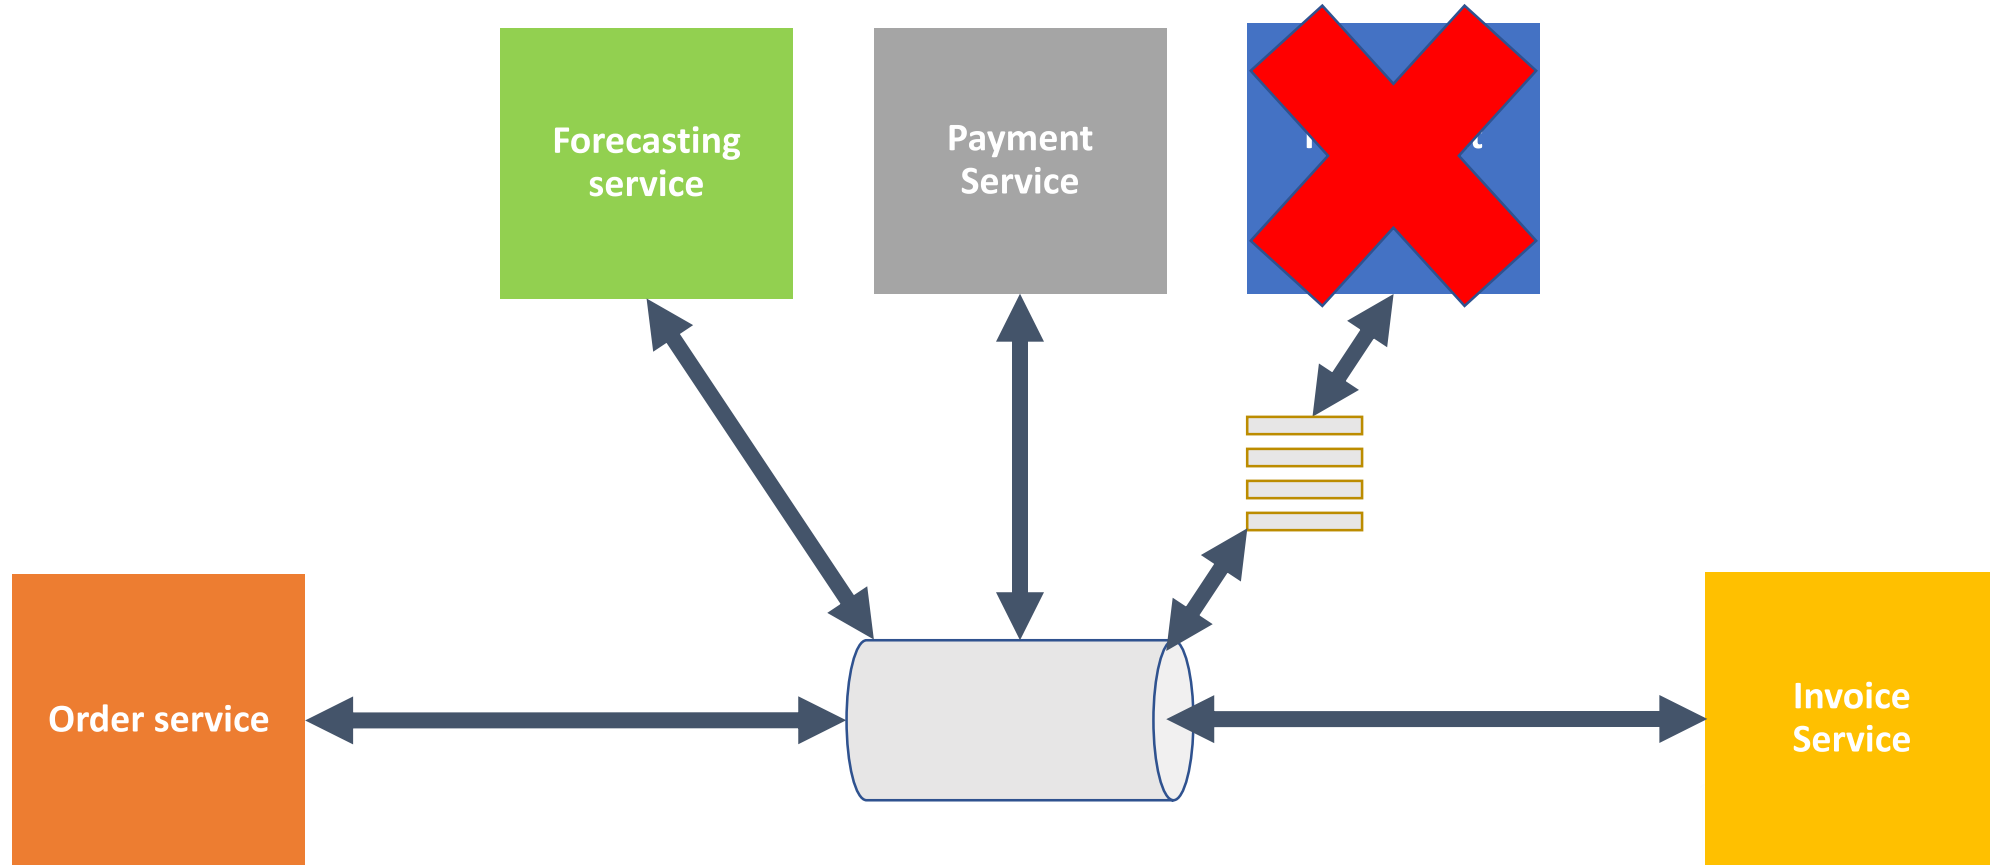 Forecasting
service
Payment
Service
Order service
Invoice
Service